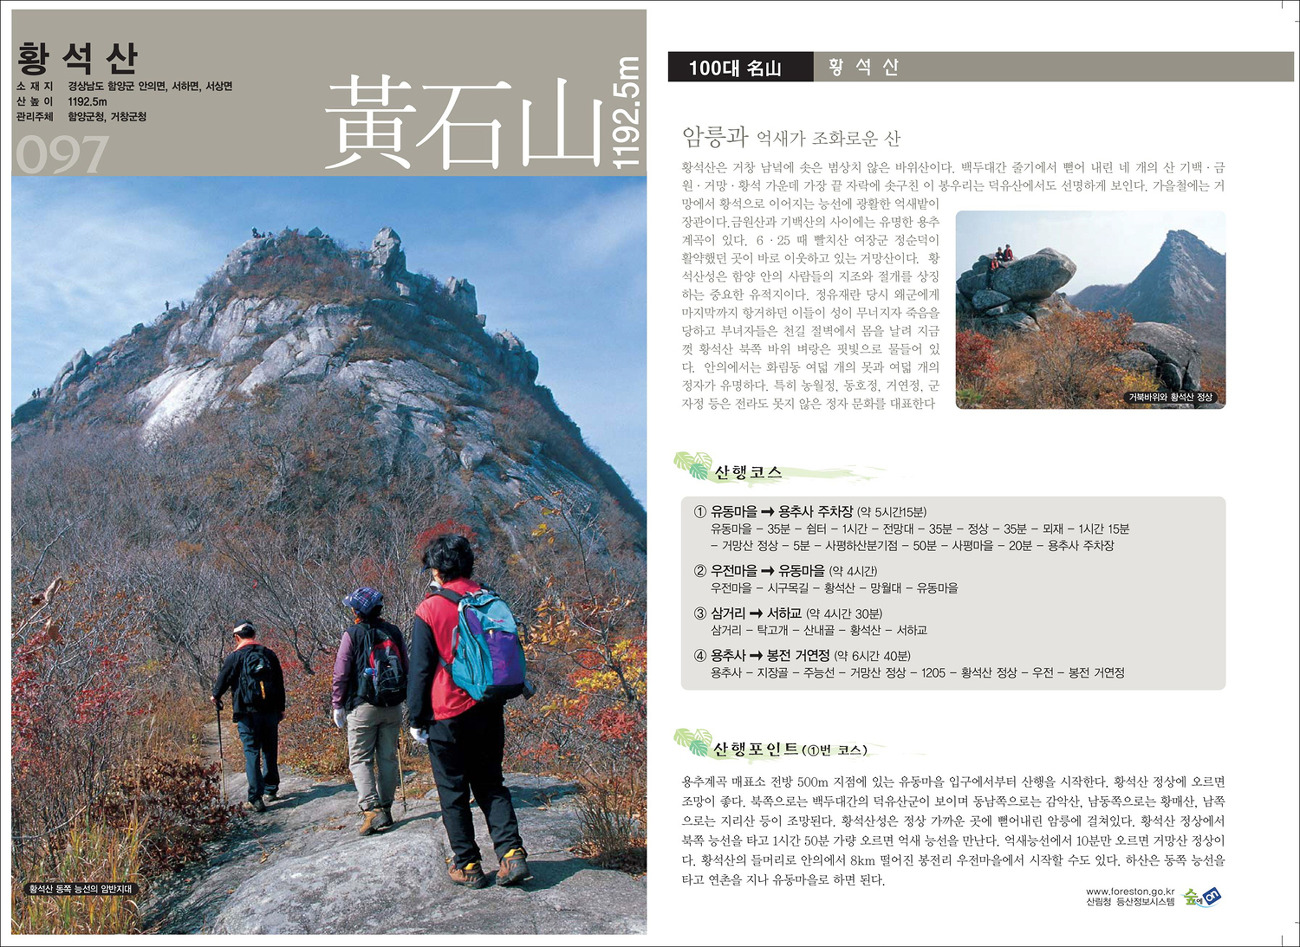 황석산
소재지 경상남도 함양군 안의면, 서하면, 서상면
산높이 1192.5m
관리주체 함양군청, 거창군청
097
黃石山
1192.5m
황석산 동쪽 능선의 암반지대
100대 名山 황석산
암릉과 억새가 조화로운 산
황석산은 거창 남녘에 솟은 범상치 않은 바위산이다. 백두대간 줄기에서 뻗어 내린 네 개의 산 기백 · 금
원 · 거망 · 황석 가운데 가장 끝 자락에 솟구친 이 봉우리는 덕유산에서도 선명하게 보인다. 가을철에는 거
망에서 황석으로 이어지는 능선에 광활한 억새밭이
장관이다.금원산과 기백산의 사이에는 유명한 용추
계곡이 있다. 6 · 25 때 빨치산 여장군 정순덕이
활약했던 곳이 바로 이웃하고 있는 거망산이다. 황
석산성은 함양 안의 사람들의 지조와 절개를 상징
하는 중요한 유적지이다. 정유재란 당시 왜군에게
마지막까지 항거하던 이들이 성이 무너지자 죽음을
당하고 부녀자들은 천길 절벽에서 몸을 날려 지금
껏 황석산 북쪽 바위 벼랑은 핏빛으로 물들어 있
다. 안의에서는 화림동 여덟 개의 못과 여덟 개의
정자가 유명하다. 특히 농월정, 동호정, 거연정, 군
자정 등은 전라도 못지 않은 정자 문화를 대표한다
거북바위와 황석산 정상
산행코스
① 유동마을 ➞ 용추사 주차장 (약 5시간15분)
유동마을 – 35분 – 쉼터 – 1시간 – 전망대 – 35분 – 정상 – 35분 – 뫼재 – 1시간 15분
– 거망산 정상 – 5분 – 사평하산분기점 – 50분 – 사평마을 – 20분 – 용추사 주차장
② 우전마을 ➞ 유동마을 (약 4시간)
우전마을 – 시구목길 – 황석산 – 망월대 – 유동마을
③ 삼거리 ➞ 서하교 (약 4시간 30분)
삼거리 – 탁고개 – 산내골 – 황석산 – 서하교
④ 용추사 ➞ 봉전 거연정 (약 6시간 40분)
용추사 – 지장골 – 주능선 – 거망산 정상 – 1205 – 황석산 정상 – 우전 – 봉전 거연정
산행포인트(①번 코스)
용추계곡 매표소 전방 500m 지점에 있는 유동마을 입구에서부터 산행을 시작한다. 황석산 정상에 오르면
조망이 좋다. 북쪽으로는 백두대간의 덕유산군이 보이며 동남쪽으로는 감악산, 남동쪽으로는 황매산, 남쪽
으로는 지리산 등이 조망된다. 황석산성은 정상 가까운 곳에 뻗어내린 암릉에 걸쳐있다. 황석산 정상에서
북쪽 능선을 타고 1시간 50분 가량 오르면 억새 능선을 만난다. 억새능선에서 10분만 오르면 거망산 정상이
다. 황석산의 들머리로 안의에서 8km 떨어진 봉전리 우전마을에서 시작할 수도 있다. 하산은 동쪽 능선을
타고 연촌을 지나 유동마을로 하면 된다.
www.foreston.go.kr
산림청 등산정보시스템
숲에on